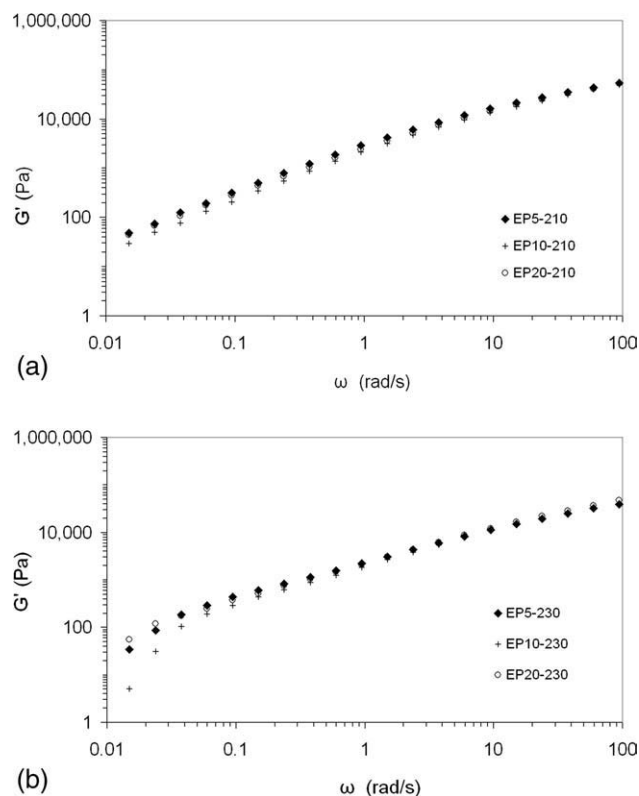 1,000,000
10,000
100
1
G' (Pa)
EP5-210
EP10-210
EP20-210
0.01 0.1 1 10 100
ω (rad/s)
(a)
1,000,000
10,000
100
1
G' (Pa)
EP5-230
EP10-230
EP20-230
0.01 0.1 1 10 100
ω (rad/s)
(b)